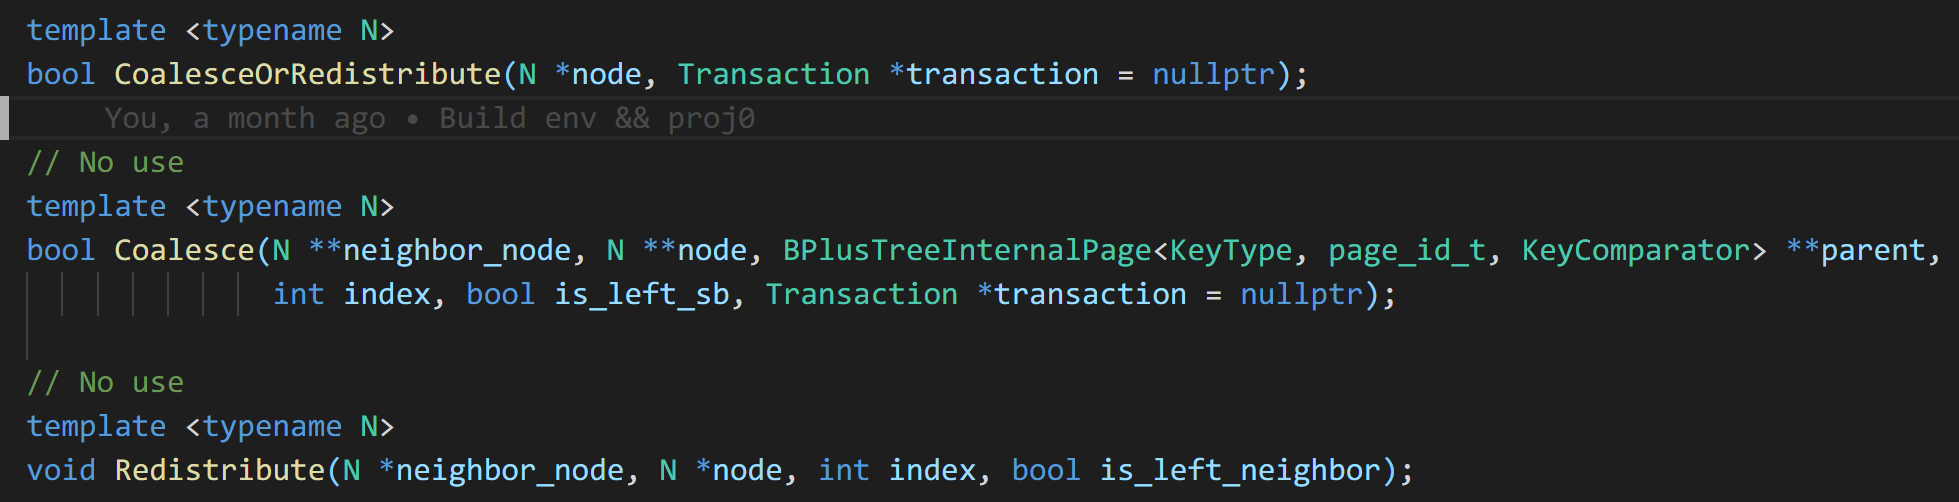 template <typename N>
bool CoalesceOrRedistribute(N *node, Transaction *transaction = nullptr);
You, a month ago • Build env && proj0
// No use
template <typename N>
bool Coalesce(N **neighbor_node, N **node, BPlusTreeInternalPage<KeyType, page_id_t, KeyComparator> **parent,
int index, bool is_left_sb, Transaction *transaction = nullptr);
// No use
template <typename N>
void Redistribute(N *neighbor_node, N *node, int index, bool is_left_neighbor);